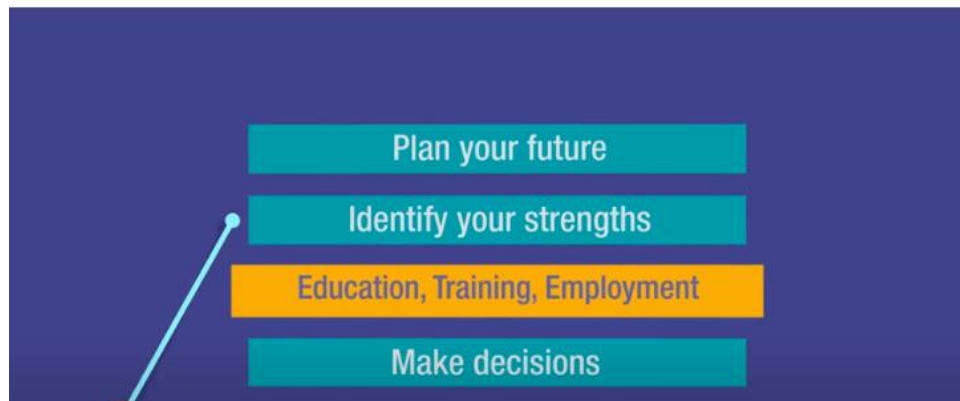 Plan your future
Identify your strengths
Education, Training, Employment
Make decisions